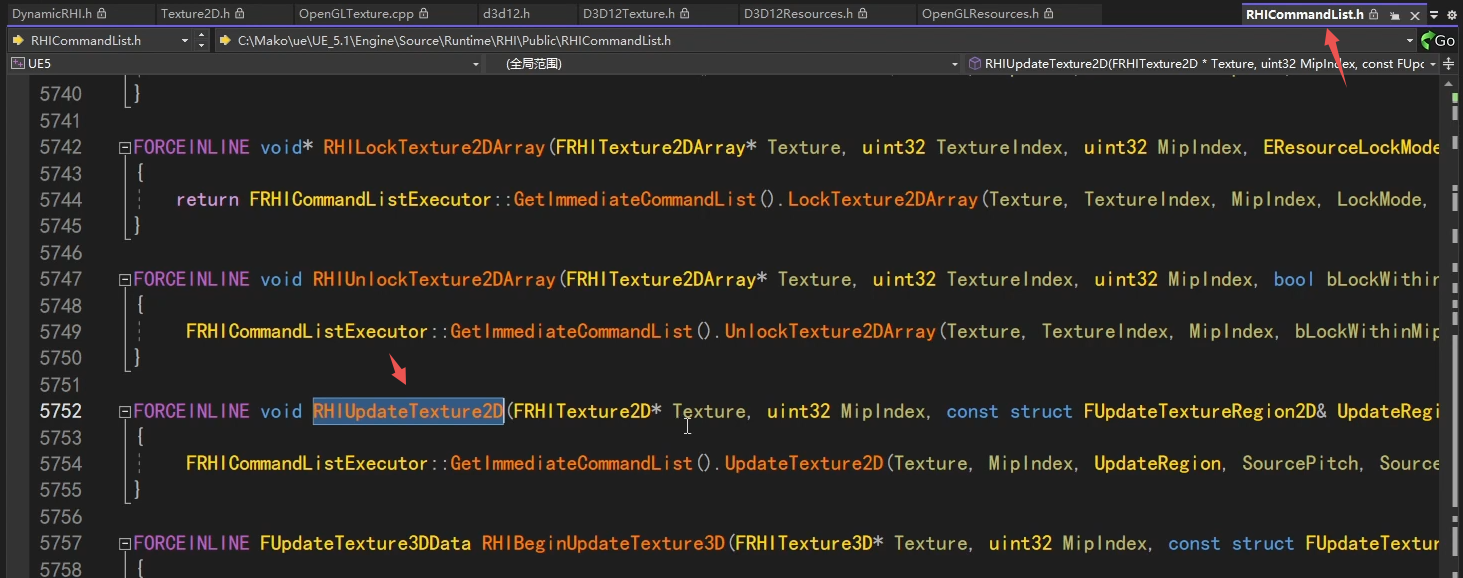 DynamicRHI.h Texture2D.h OpenGLTexture.cpp d3d12.h D3D12Texture.h D3D12Resources.h OpenGLResources.h RHICommandList.h
RHICommandList.h C:\Mako\ue\UE_5.1\Engine\Source\Runtime\RHI\Public\RHICommandList.h Go
UE5 (全局范围) RHIUpdateTexture2D(FRHITexture2D * Texture, uint32 MipIndex, const FUpc
5740 }
5741
5742 FORCEINLINE void* RHILockTexture2DArray(FRHITexture2DArray* Texture, uint32 TextureIndex, uint32 MipIndex, EResourceLockMode
5743 {
5744 return FRHICommandListExecutor::GetImmediateCommandList().LockTexture2DArray(Texture, TextureIndex, MipIndex, LockMode,
5745 }
5746
5747 FORCEINLINE void RHIUnlockTexture2DArray(FRHITexture2DArray* Texture, uint32 TextureIndex, uint32 MipIndex, bool bLockWithin
5748 {
5749 FRHICommandListExecutor::GetImmediateCommandList().UnlockTexture2DArray(Texture, TextureIndex, MipIndex, bLockWithinMip
5750 }
5751
5752 FORCEINLINE void RHIUpdateTexture2D(FRHITexture2D* Texture, uint32 MipIndex, const struct FUpdateTextureRegion2D& UpdateRegi
5753 {
5754 FRHICommandListExecutor::GetImmediateCommandList().UpdateTexture2D(Texture, MipIndex, UpdateRegion, SourcePitch, Source
5755 }
5756
5757 FORCEINLINE FUpdateTexture3DData RHIBeginUpdateTexture3D(FRHITexture3D* Texture, uint32 MipIndex, const struct FUpdateTextur
5758 {